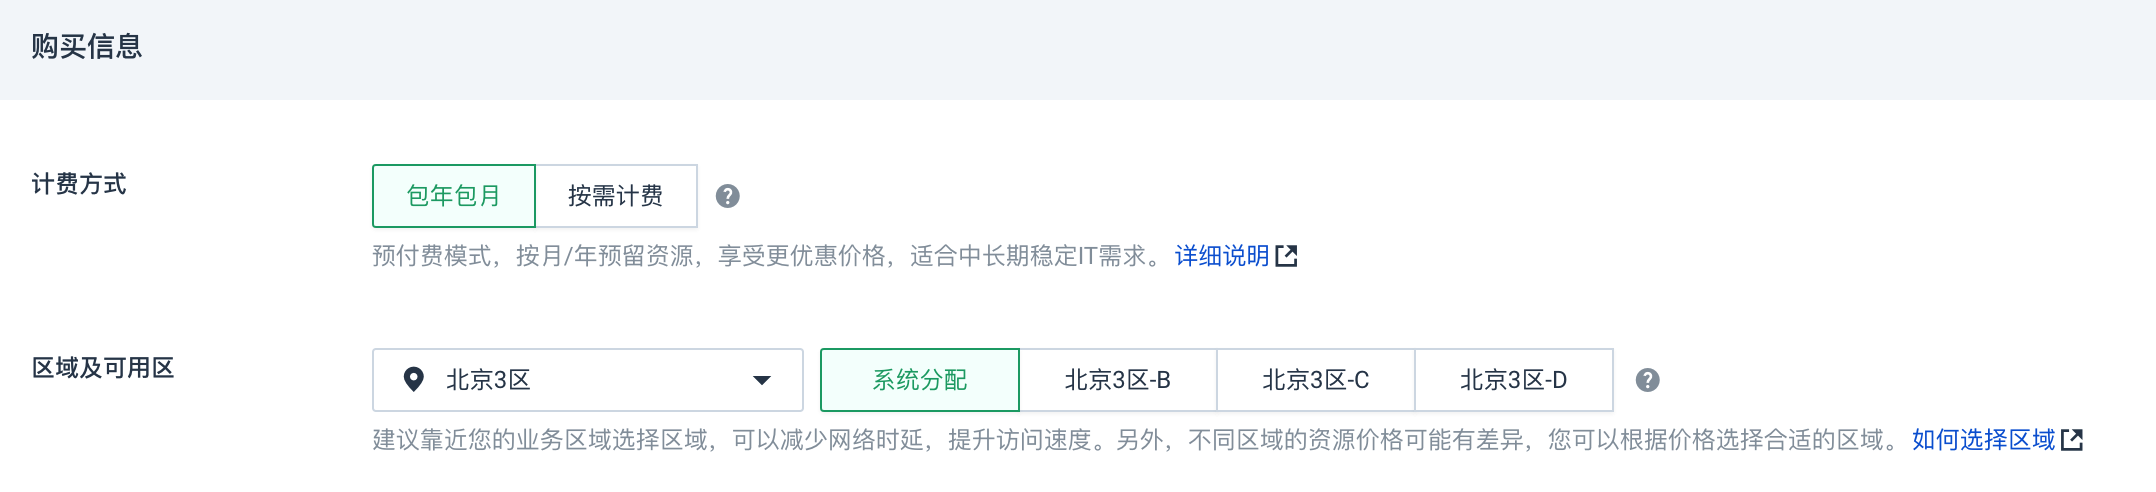 购买信息
计费方式
包年包月 按需计费
预付费模式，按月/年预留资源，享受更优惠价格，适合中长期稳定IT需求。 详细说明
区域及可用区
北京3区 系统分配 北京3区-B 北京3区-C 北京3区-D
建议靠近您的业务区域选择区域，可以减少网络时延，提升访问速度。另外，不同区域的资源价格可能有差异，您可以根据价格选择合适的区域。 如何选择区域